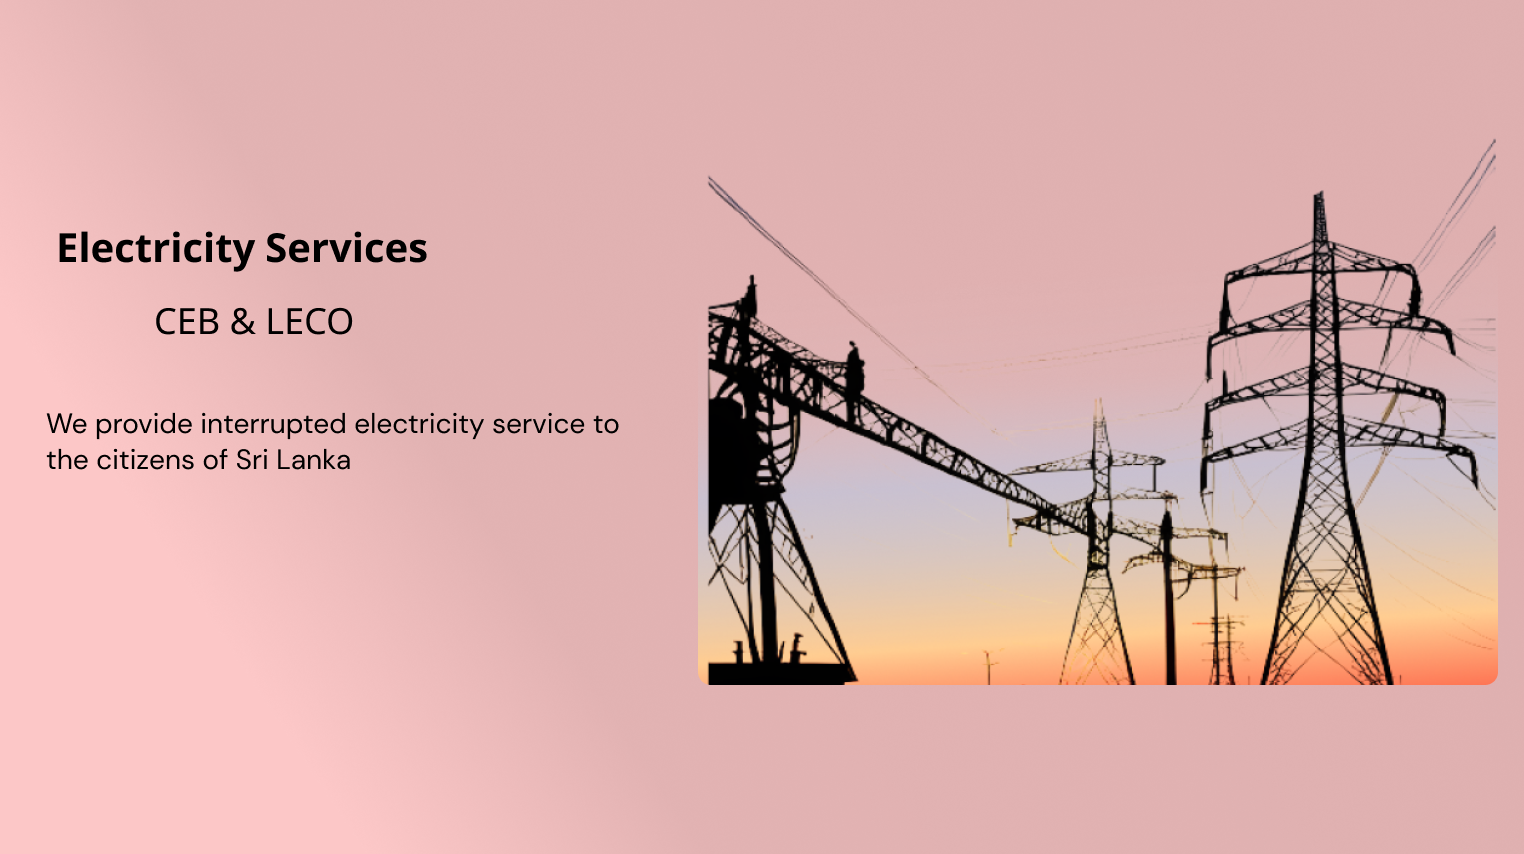 Electricity Services
CEB & LECO
We provide interrupted electricity service to
the citizens of Sri Lanka